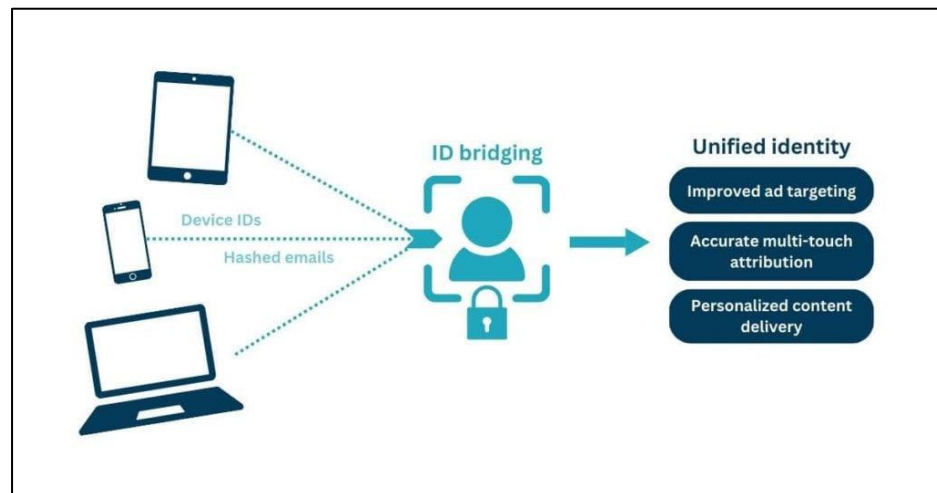 ID bridging
Device IDs
Hashed emails
Unified identity
Improved ad targeting
Accurate multi-touch
attribution
Personalized content
delivery